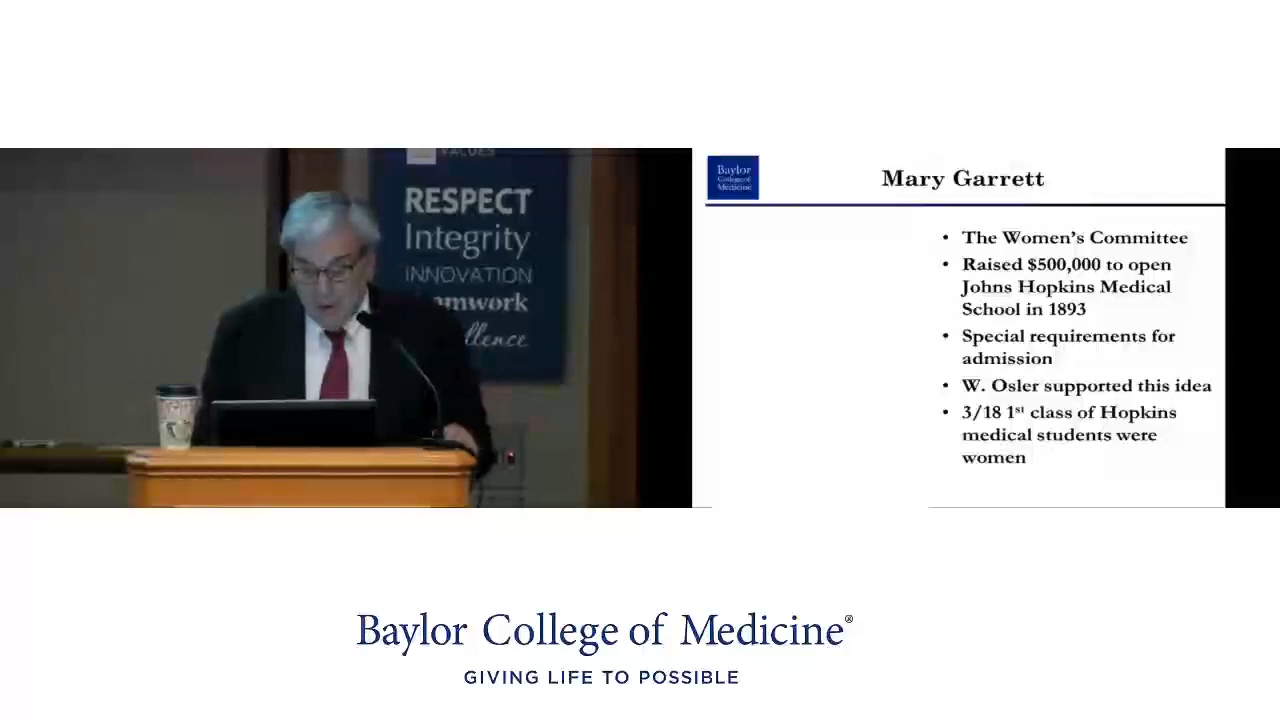 VALUES
RESPECT
Integrity
INNOVATION
Baylor
College of
Medicine
Mary Garrett
• The Women's Committee
• Raised $500,000 to open
Johns Hopkins Medical
School in 1893
• Special requirements for
admission
• W. Osler supported this idea
• 3/18 1st class of Hopkins
medical students were
women
Baylor College of Medicine®
GIVING LIFE TO POSSIBLE